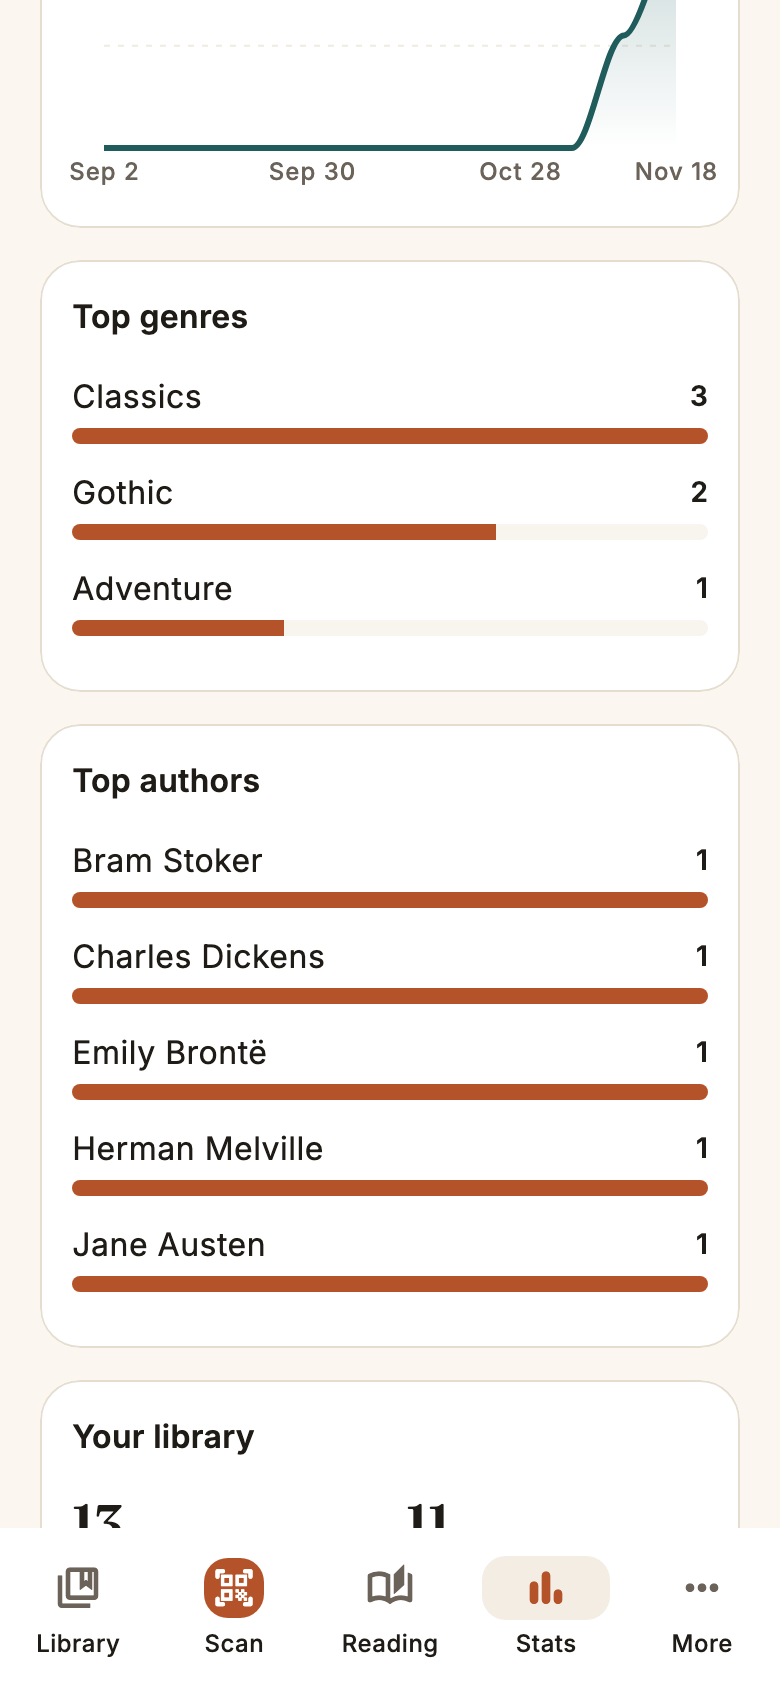 Sep 2 Sep 30 Oct 28 Nov 18
Top genres
Classics 3
Gothic 2
Adventure 1
Top authors
Bram Stoker 1
Charles Dickens 1
Emily Brontë 1
Herman Melville 1
Jane Austen 1
Your library
13 11
Library Scan Reading Stats More